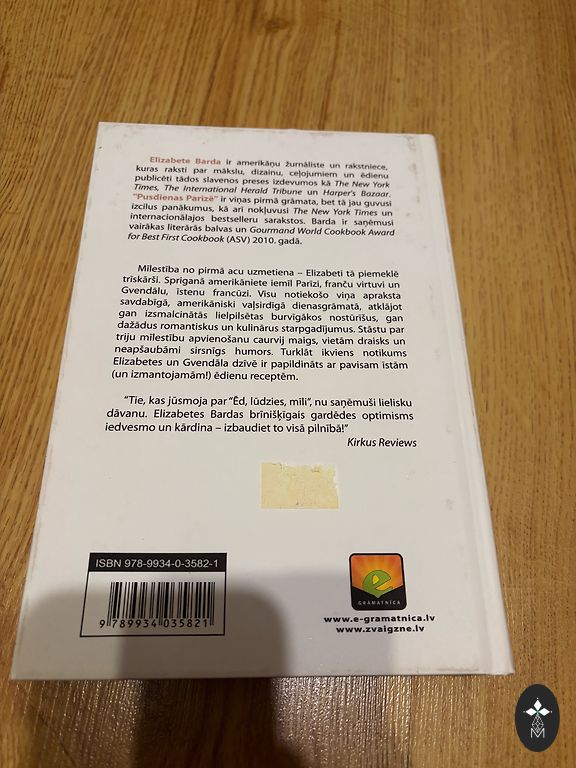 Elizabete Barda ir amerikāņu žurnāliste un rakstniece,
kuras raksti par mākslu, dizainu, ceļojumiem un ēdienu
publicēti tādos slavenos preses izdevumos kā The New York
Times, The International Herald Tribune un Harper's Bazaar.
"Pusdienas Parīzē" ir viņas pirmā grāmata, bet tā jau guvusi
izcilus panākumus, kā arī nokļuvusi The New York Times un
internacionālajos bestselleru sarakstos. Barda ir saņēmusi
vairākas literārās balvas un Gourmand World Cookbook Award
for Best First Cookbook (ASV) 2010. gadā.
Mīlestība no pirmā acu uzmetiena – Elizabeti tā piemeklē
trīskārši. Spriganā amerikāniete iemīl Parīzi, franču virtuvi un
Gvendālu, īstenu francūzi. Visu notiekošo viņa apraksta
savdabīgā, amerikāniski vaļsirdīgā dienasgrāmatā, atklājot
gan izsmalcinātās lielpilsētas burvīgākos nostūrīšus, gan
dažādus romantiskus un kulinārus starpgadījumus. Stāstu par
triju mīlestību apvienošanu caurvij maigs, vietām draisks un
neapšaubāmi sirsnīgs humors. Turklāt ikviens notikums
Elizabetes un Gvendāla dzīvē ir papildināts ar pavisam īstām
(un izmantojamām!) ēdienu receptēm.
"Tie, kas jūsmoja par "Ēd, lūdzies, mīli", nu saņēmuši lielisku
dāvanu. Elizabetes Bardas brīnišķīgais gardēdes optimisms
iedvesmo un kārdina – izbaudiet to visā pilnībā!"
Kirkus Reviews
ISBN 978-9934-0-3582-1
9 789934 035821
e
GRĀMATNĪCA
www.e-gramatnica.lv
www.zvaigzne.lv
M